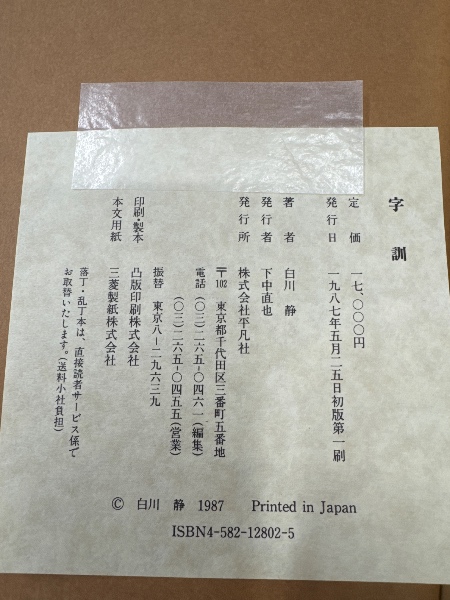 字訓
定価 一七、〇〇〇円
発行日 一九八七年五月二五日初版第一刷
著者 白川 静
発行者 下中直也
発行所 株式会社平凡社
〒102 東京都千代田区三番町五番地
電話 (〇三)二六五-〇四六一(編集)
(〇三)二六五-〇四五五(営業)
振替 東京八-二九六三九
印刷・製本 凸版印刷株式会社
本文用紙 三菱製紙株式会社
落丁・乱丁本は、直接読者サービス係で
お取替いたします。(送料小社負担)
© 白川 静 1987 Printed in Japan
ISBN4-582-12802-5